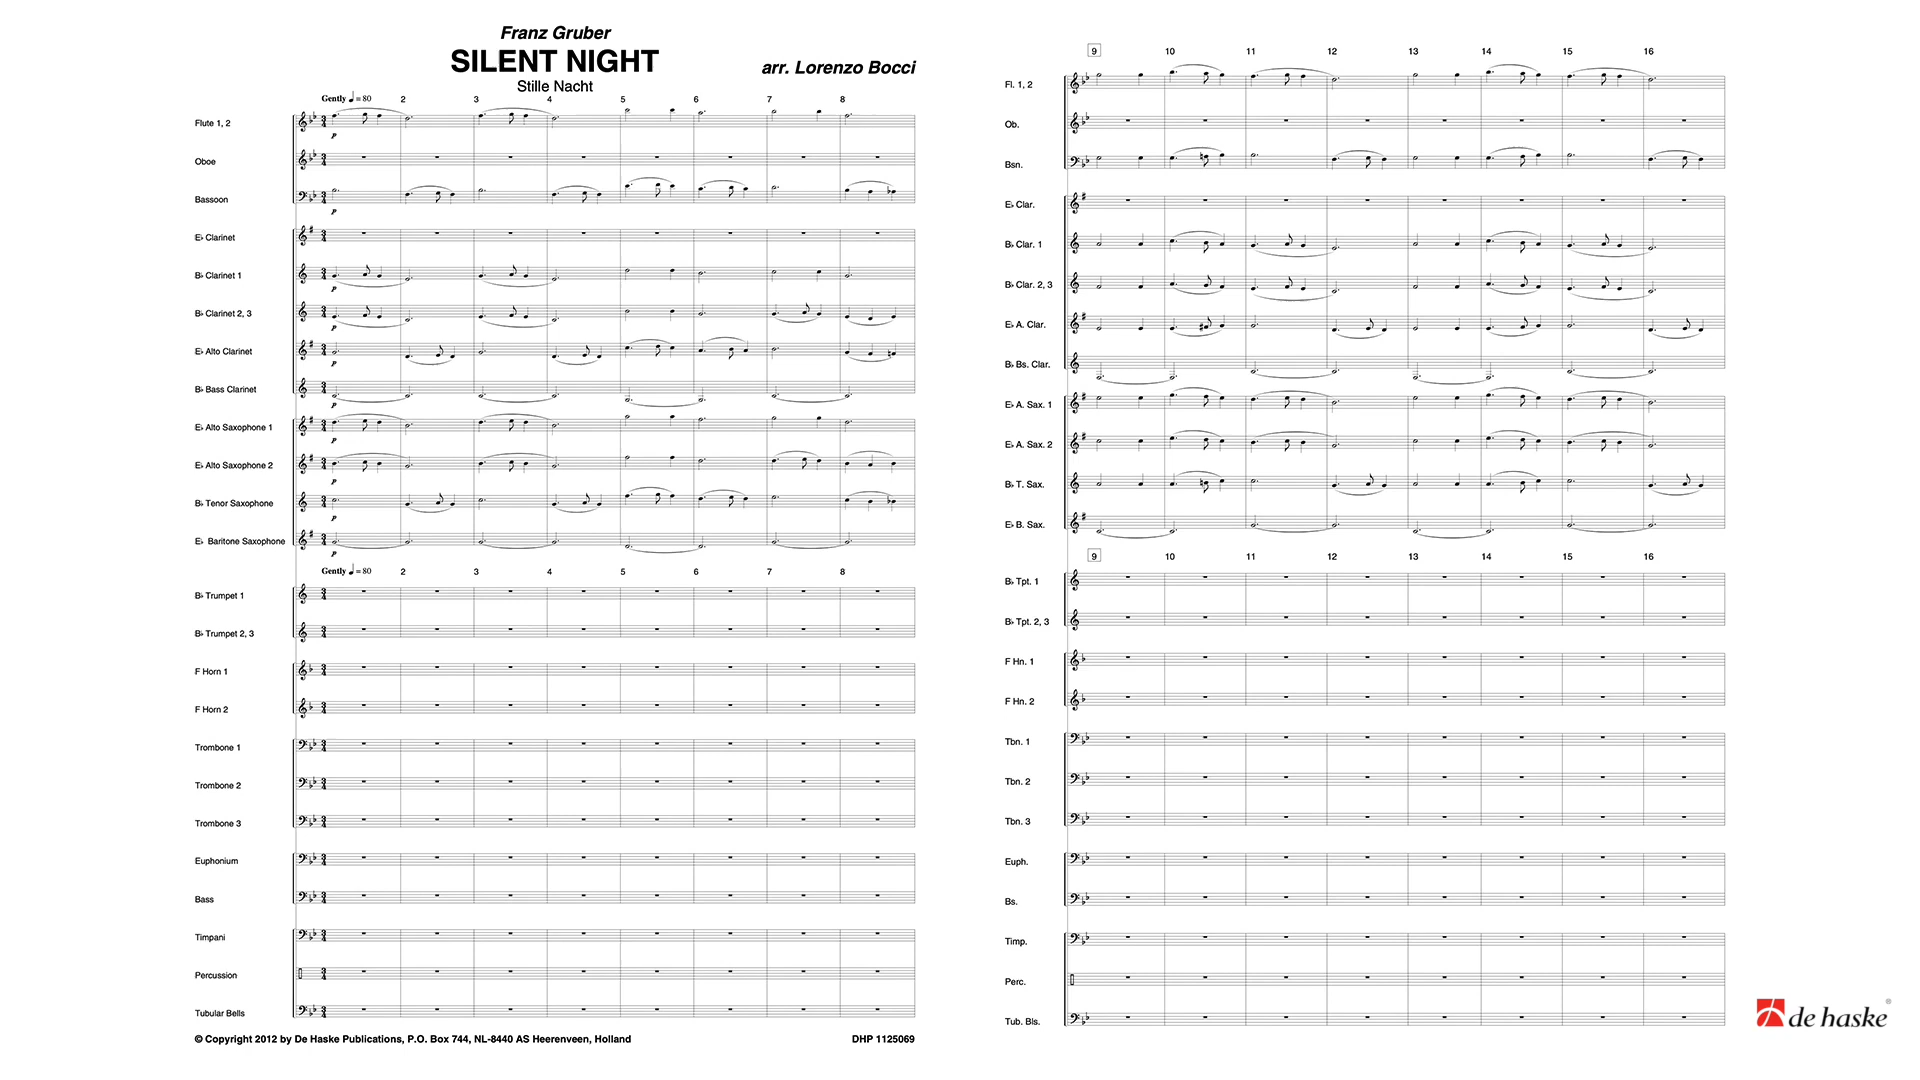 Franz Gruber
SILENT NIGHT
Stille Nacht
arr. Lorenzo Bocci
Gently ♩ = 80 2 3 4 5 6 7 8
Flute 1, 2
p
Oboe
Bassoon
p
E♭ Clarinet
B♭ Clarinet 1
p
B♭ Clarinet 2, 3
p
E♭ Alto Clarinet
p
B♭ Bass Clarinet
p
E♭ Alto Saxophone 1
p
E♭ Alto Saxophone 2
p
B♭ Tenor Saxophone
p
E♭ Baritone Saxophone
p
Gently ♩ = 80 2 3 4 5 6 7 8
B♭ Trumpet 1
B♭ Trumpet 2, 3
F Horn 1
F Horn 2
Trombone 1
Trombone 2
Trombone 3
Euphonium
Bass
Timpani
Percussion
Tubular Bells
© Copyright 2012 by De Haske Publications, P.O. Box 744, NL-8440 AS Heerenveen, Holland
DHP 1125069
9 10 11 12 13 14 15 16
Fl. 1, 2
Ob.
Bsn.
E♭ Clar.
B♭ Clar. 1
B♭ Clar. 2, 3
E♭ A. Clar.
B♭ Bs. Clar.
E♭ A. Sax. 1
E♭ A. Sax. 2
B♭ T. Sax.
E♭ B. Sax.
9 10 11 12 13 14 15 16
B♭ Tpt. 1
B♭ Tpt. 2, 3
F Hn. 1
F Hn. 2
Tbn. 1
Tbn. 2
Tbn. 3
Euph.
Bs.
Timp.
Perc.
Tub. Bls.
de haske®